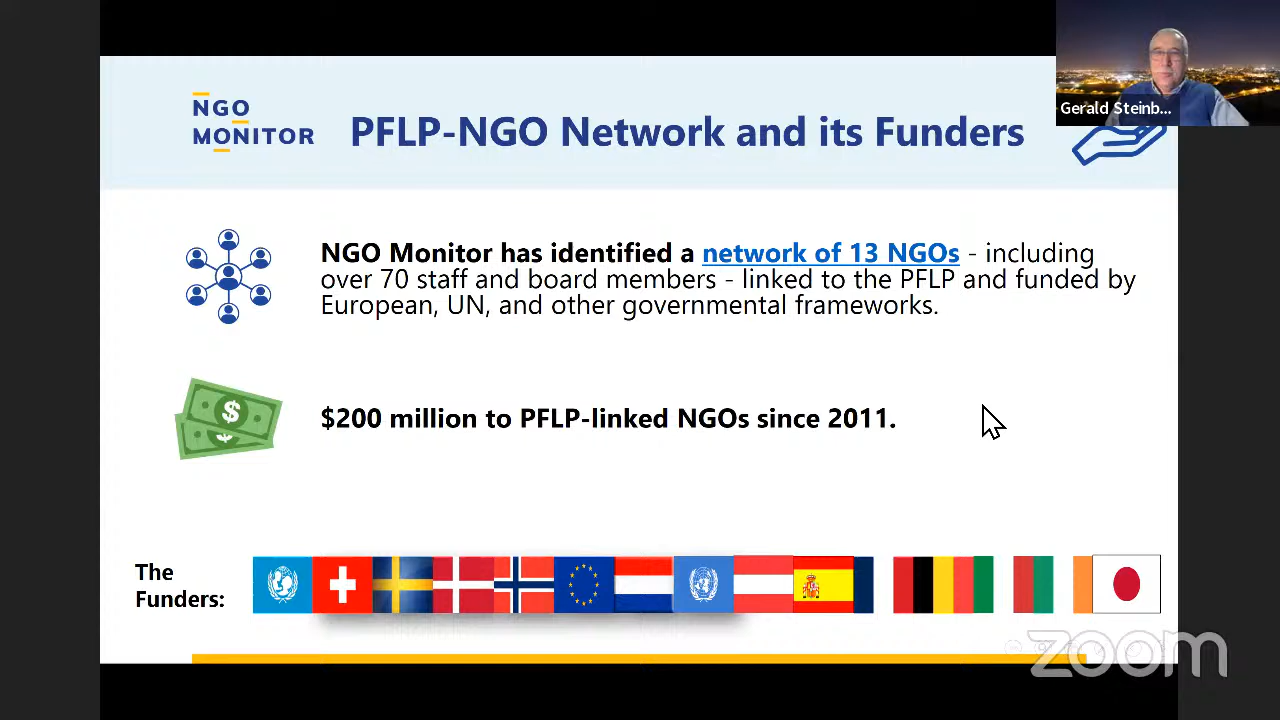 Gerald Steinb...
NGO
MONITOR
PFLP-NGO Network and its Funders
NGO Monitor has identified a network of 13 NGOs - including
over 70 staff and board members - linked to the PFLP and funded by
European, UN, and other governmental frameworks.
$
$200 million to PFLP-linked NGOs since 2011.
The
Funders:
zoom